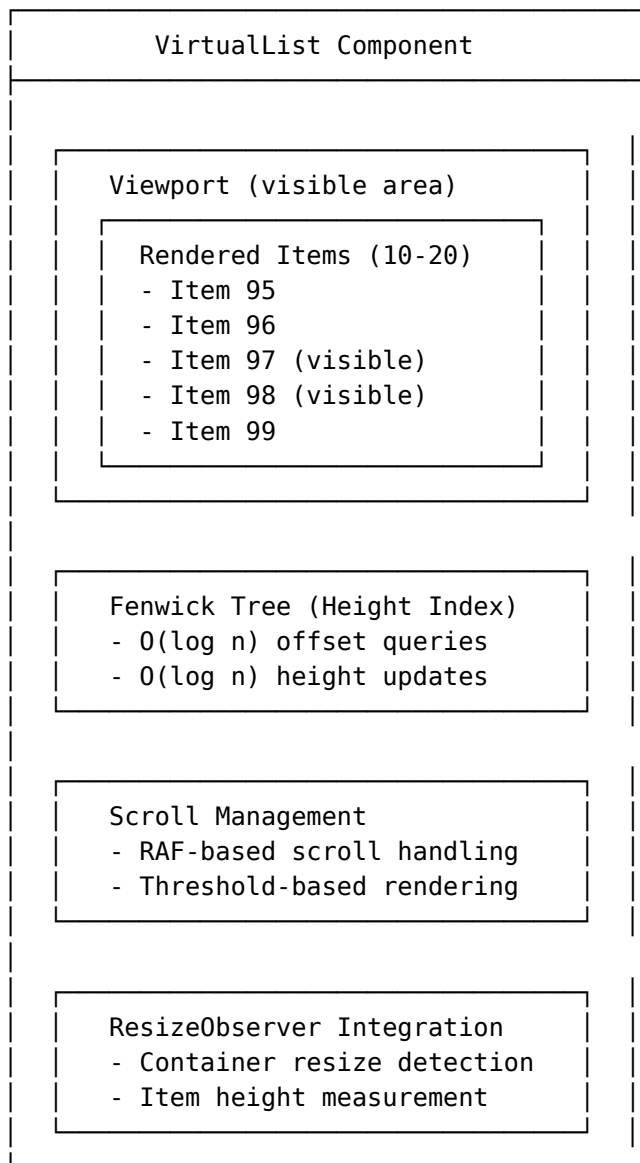 VirtualList Component
Viewport (visible area)
Rendered Items (10-20)
- Item 95
- Item 96
- Item 97 (visible)
- Item 98 (visible)
- Item 99
Fenwick Tree (Height Index)
- O(log n) offset queries
- O(log n) height updates
Scroll Management
- RAF-based scroll handling
- Threshold-based rendering
ResizeObserver Integration
- Container resize detection
- Item height measurement